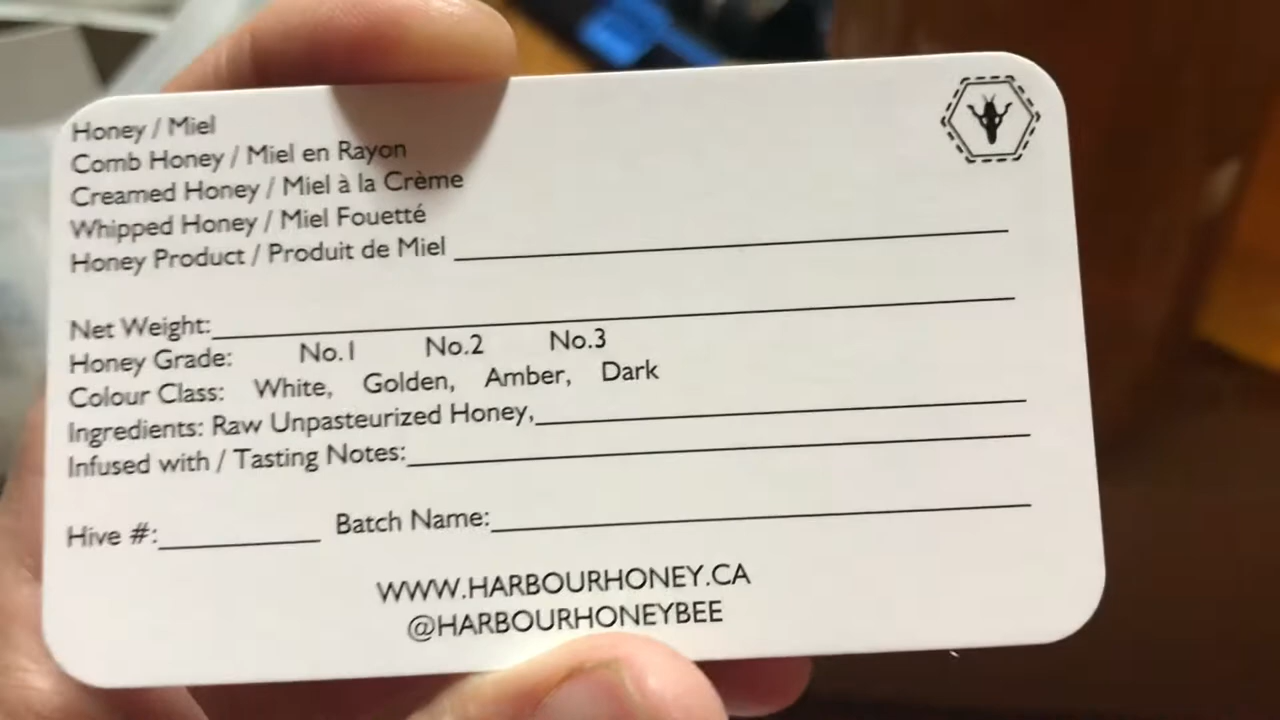 Honey / Miel
Comb Honey / Miel en Rayon
Creamed Honey / Miel à la Crème
Whipped Honey / Miel Fouetté
Honey Product / Produit de Miel
Net Weight:
Honey Grade: No.1 No.2 No.3
Colour Class: White, Golden, Amber, Dark
Ingredients: Raw Unpasteurized Honey,
Infused with / Tasting Notes:
Hive #: Batch Name:
WWW.HARBOURHONEY.CA
@HARBOURHONEYBEE